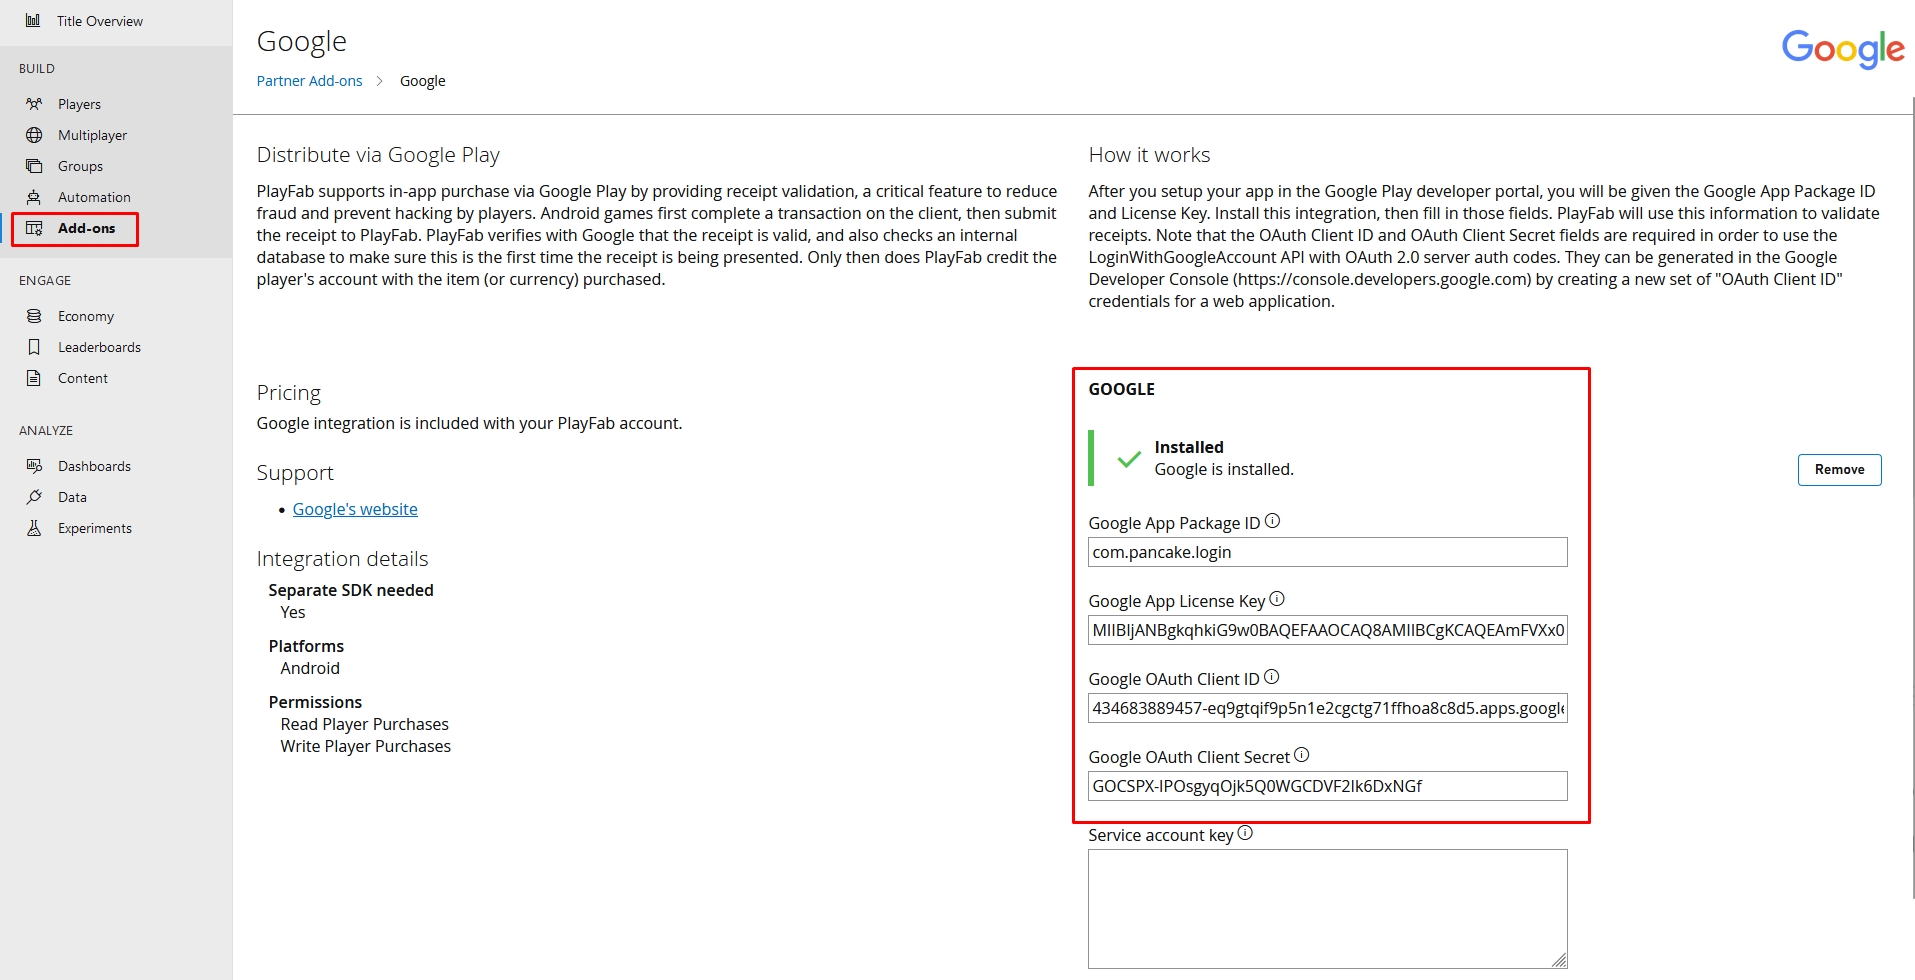 Title Overview
BUILD
Players
Multiplayer
Groups
Automation
Add-ons
ENGAGE
Economy
Leaderboards
Content
ANALYZE
Dashboards
Data
Experiments
Google
Partner Add-ons > Google
Google
Distribute via Google Play
PlayFab supports in-app purchase via Google Play by providing receipt validation, a critical feature to reduce
fraud and prevent hacking by players. Android games first complete a transaction on the client, then submit
the receipt to PlayFab. PlayFab verifies with Google that the receipt is valid, and also checks an internal
database to make sure this is the first time the receipt is being presented. Only then does PlayFab credit the
player's account with the item (or currency) purchased.
How it works
After you setup your app in the Google Play developer portal, you will be given the Google App Package ID
and License Key. Install this integration, then fill in those fields. PlayFab will use this information to validate
receipts. Note that the OAuth Client ID and OAuth Client Secret fields are required in order to use the
LoginWithGoogleAccount API with OAuth 2.0 server auth codes. They can be generated in the Google
Developer Console (https://console.developers.google.com) by creating a new set of "OAuth Client ID"
credentials for a web application.
Pricing
Google integration is included with your PlayFab account.
Support
• Google's website
Integration details
Separate SDK needed
Yes
Platforms
Android
Permissions
Read Player Purchases
Write Player Purchases
GOOGLE
Installed
Google is installed.
Remove
Google App Package ID
com.pancake.login
Google App License Key
MIIBIjANBgkqhkiG9w0BAQEFAAOCAQ8AMIIBCgKCAQEAmFVXx0
Google OAuth Client ID
434683889457-eq9gtqif9p5n1e2cgctg71ffhoa8c8d5.apps.google
Google OAuth Client Secret
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
Service account key